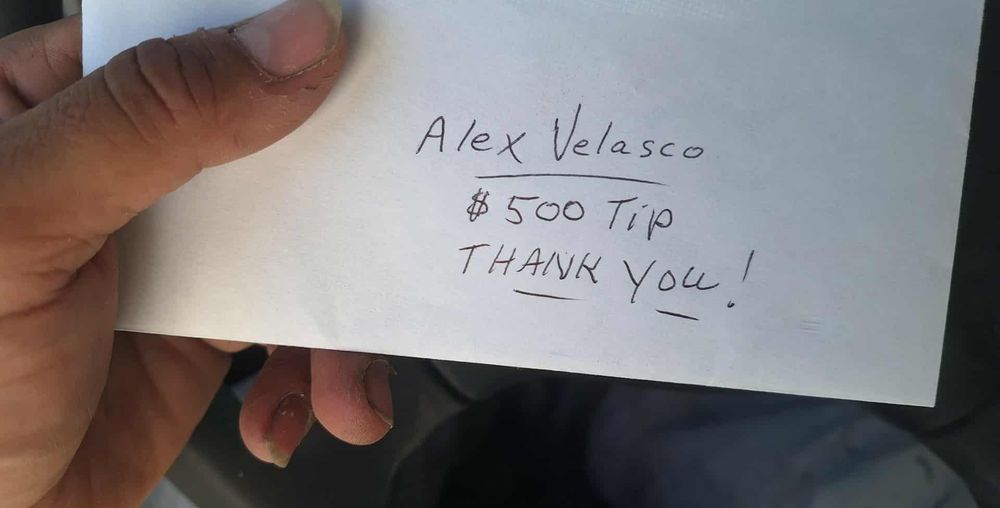 Alex Velasco
$ 500 Tip
THANK YOU!